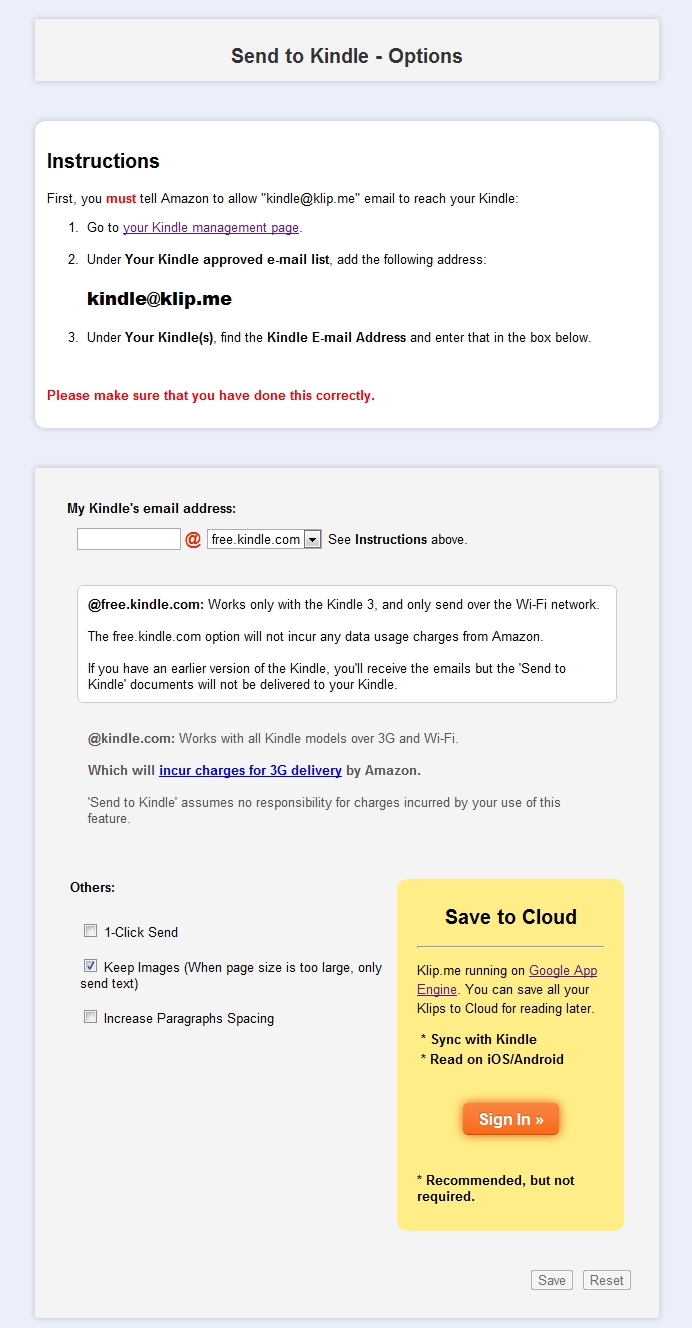 Send to Kindle - Options
Instructions
First, you must tell Amazon to allow "kindle@klip.me" email to reach your Kindle:
1. Go to your Kindle management page.
2. Under Your Kindle approved e-mail list, add the following address:
kindle@klip.me
3. Under Your Kindle(s), find the Kindle E-mail Address and enter that in the box below.
Please make sure that you have done this correctly.
My Kindle's email address:
@ free.kindle.com See Instructions above.
@free.kindle.com: Works only with the Kindle 3, and only send over the Wi-Fi network.
The free.kindle.com option will not incur any data usage charges from Amazon.
If you have an earlier version of the Kindle, you'll receive the emails but the 'Send to
Kindle' documents will not be delivered to your Kindle.
@kindle.com: Works with all Kindle models over 3G and Wi-Fi.
Which will incur charges for 3G delivery by Amazon.
'Send to Kindle' assumes no responsibility for charges incurred by your use of this
feature.
Others:
1-Click Send
Keep Images (When page size is too large, only
send text)
Increase Paragraphs Spacing
Save to Cloud
Klip.me running on Google App
Engine. You can save all your
Klips to Cloud for reading later.
* Sync with Kindle
* Read on iOS/Android
Sign In »
* Recommended, but not
required.
Save Reset